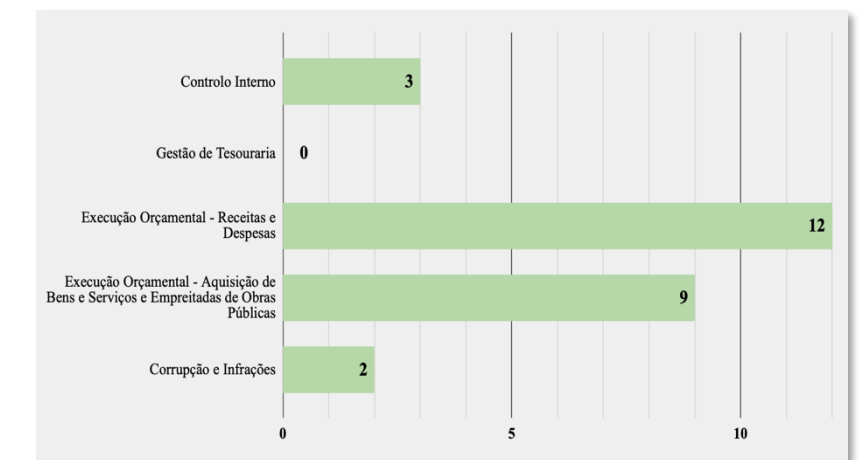 Controlo Interno
3
Gestão de Tesouraria
0
Execução Orçamental - Receitas e
Despesas
12
Execução Orçamental - Aquisição de
Bens e Serviços e Empreitadas de Obras
Públicas
9
Corrupção e Infrações
2
0
5
10